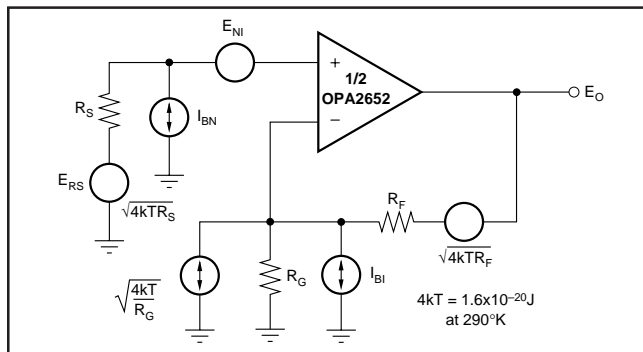 E_NI
+
1/2
OPA2652
−
E_O
R_S
I_BN
E_RS
√4kTR_S
R_F
√4kTR_F
√4kT/R_G
R_G
I_BI
4kT = 1.6x10⁻²⁰J
at 290°K